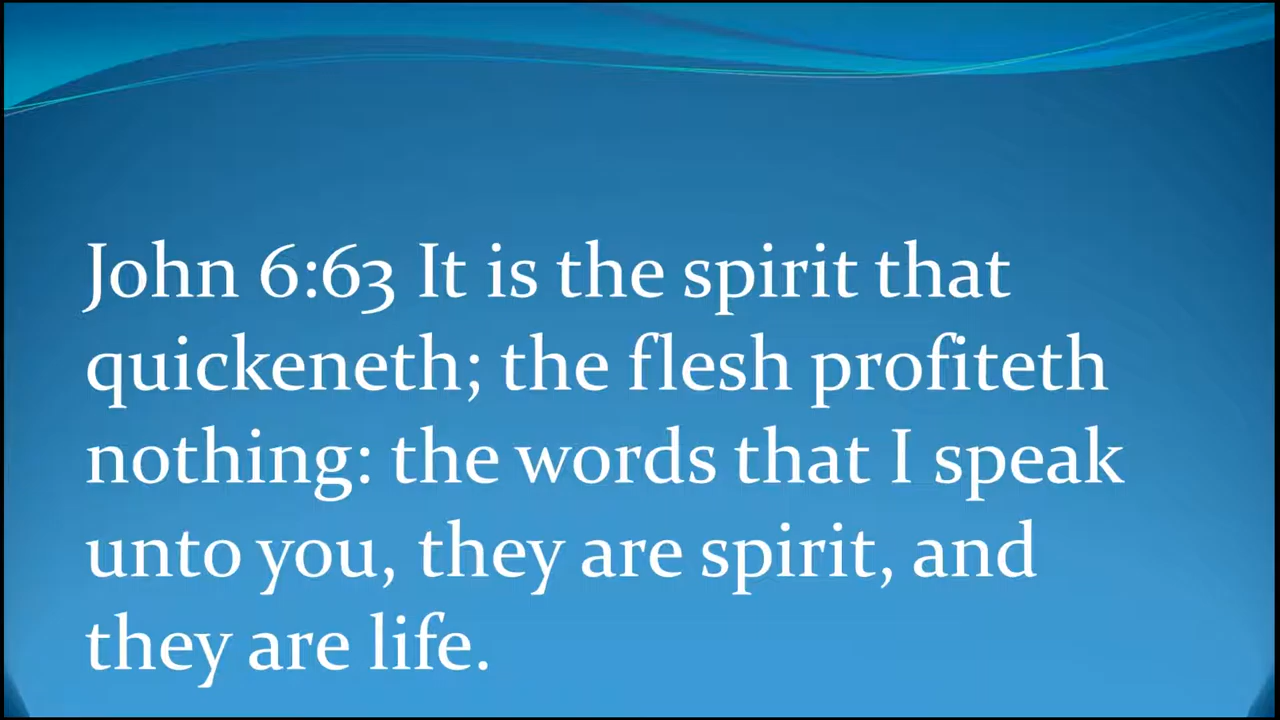 John 6:63 It is the spirit that
quickeneth; the flesh profiteth
nothing: the words that I speak
unto you, they are spirit, and
they are life.